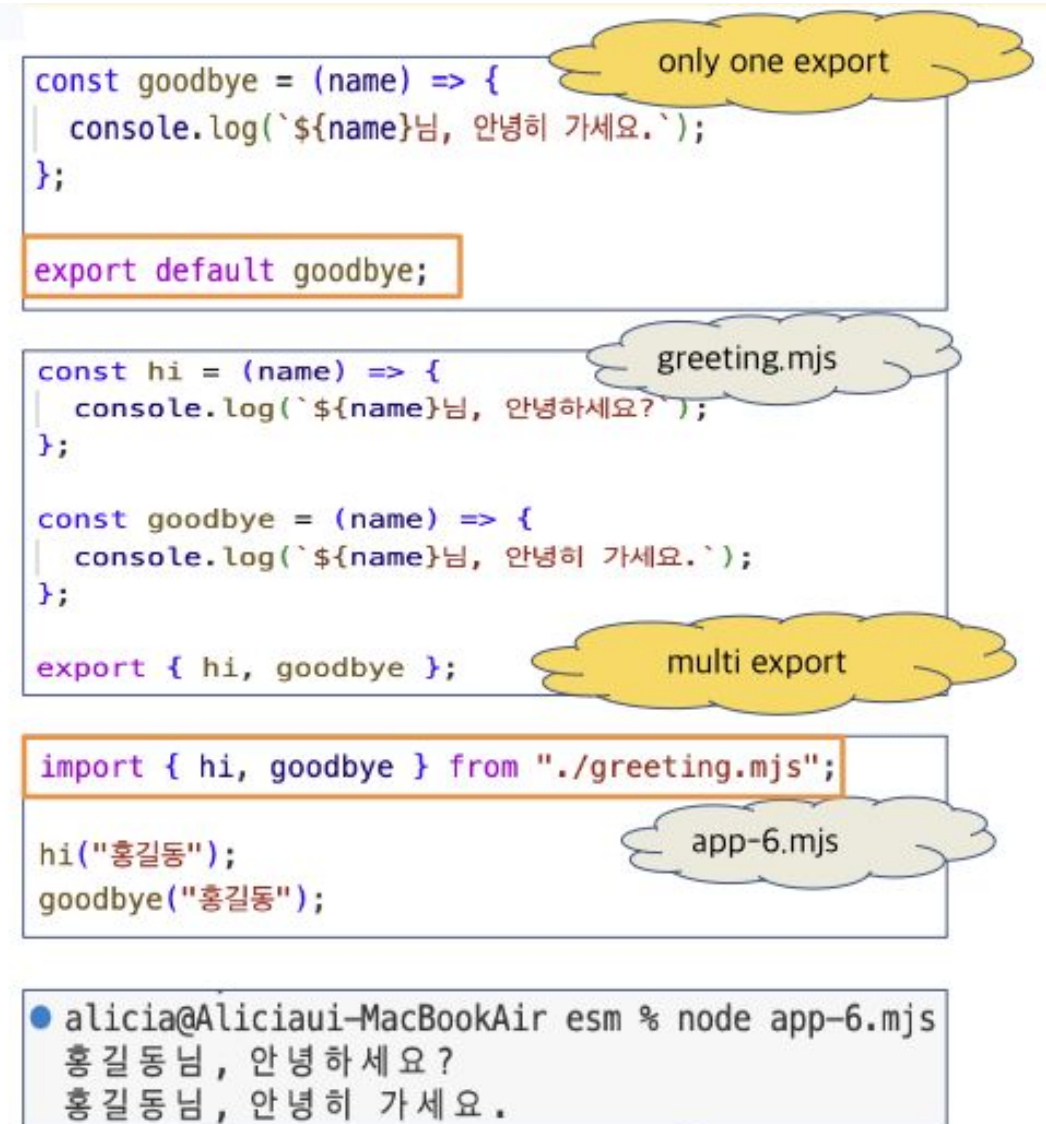 only one export
const goodbye = (name) => {
  console.log(`${name}님, 안녕히 가세요.`);
};
export default goodbye;
greeting.mjs
const hi = (name) => {
  console.log(`${name}님, 안녕하세요?`);
};
const goodbye = (name) => {
  console.log(`${name}님, 안녕히 가세요.`);
};
export { hi, goodbye };
multi export
import { hi, goodbye } from "./greeting.mjs";
app-6.mjs
hi("홍길동");
goodbye("홍길동");
alicia@Aliciaui-MacBookAir esm % node app-6.mjs
홍길동님, 안녕하세요?
홍길동님, 안녕히 가세요.